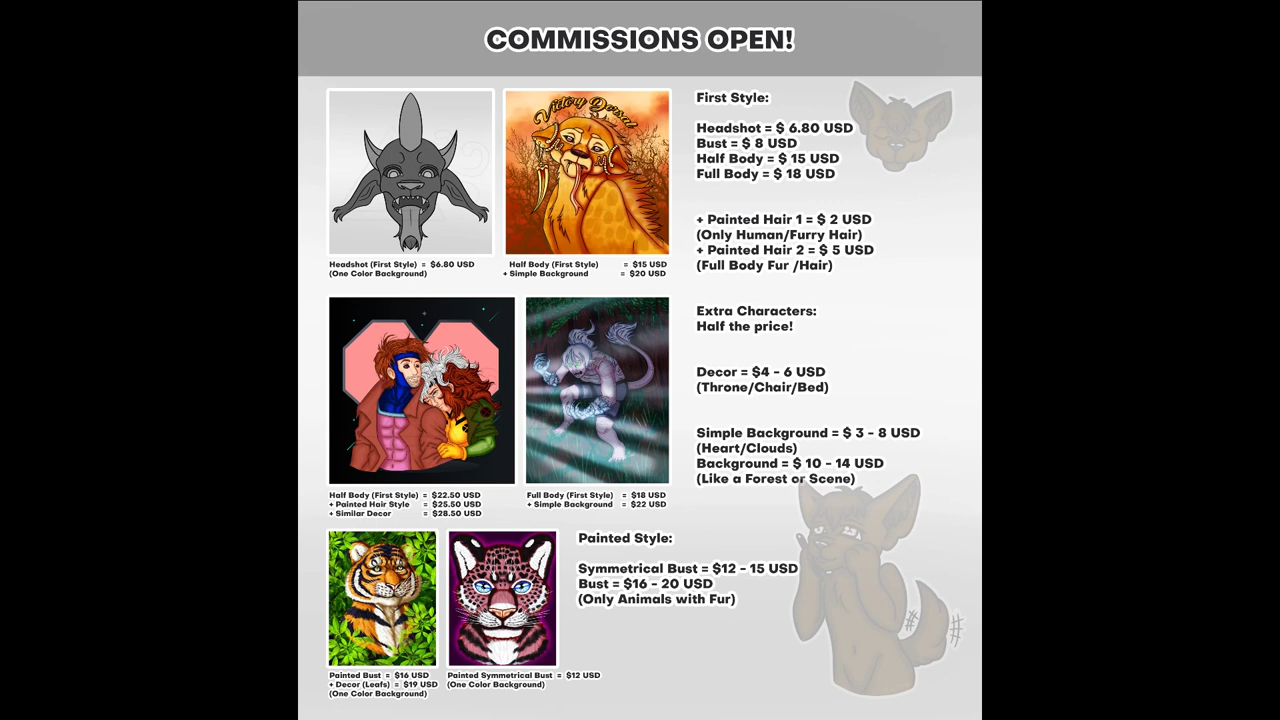 COMMISSIONS OPEN!
Victory Dorsat
Headshot (First Style) = $6.80 USD
(One Color Background)
Half Body (First Style) = $15 USD
+ Simple Background = $20 USD
First Style:
Headshot = $ 6.80 USD
Bust = $ 8 USD
Half Body = $ 15 USD
Full Body = $ 18 USD
+ Painted Hair 1 = $ 2 USD
(Only Human/Furry Hair)
+ Painted Hair 2 = $ 5 USD
(Full Body Fur /Hair)
Extra Characters:
Half the price!
Decor = $4 - 6 USD
(Throne/Chair/Bed)
Simple Background = $ 3 - 8 USD
(Heart/Clouds)
Background = $ 10 - 14 USD
(Like a Forest or Scene)
Half Body (First Style) = $22.50 USD
+ Painted Hair Style = $25.50 USD
+ Similar Decor = $28.50 USD
Full Body (First Style) = $18 USD
+ Simple Background = $22 USD
Painted Style:
Symmetrical Bust = $12 - 15 USD
Bust = $16 - 20 USD
(Only Animals with Fur)
Painted Bust = $16 USD
+ Decor (Leafs) = $19 USD
(One Color Background)
Painted Symmetrical Bust = $12 USD
(One Color Background)